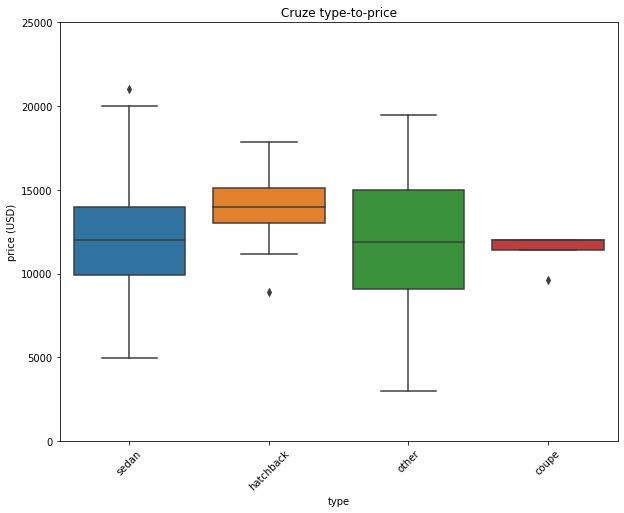 Cruze type-to-price
25000
20000
15000
10000
5000
0
price (USD)
sedan
hatchback
other
coupe
type